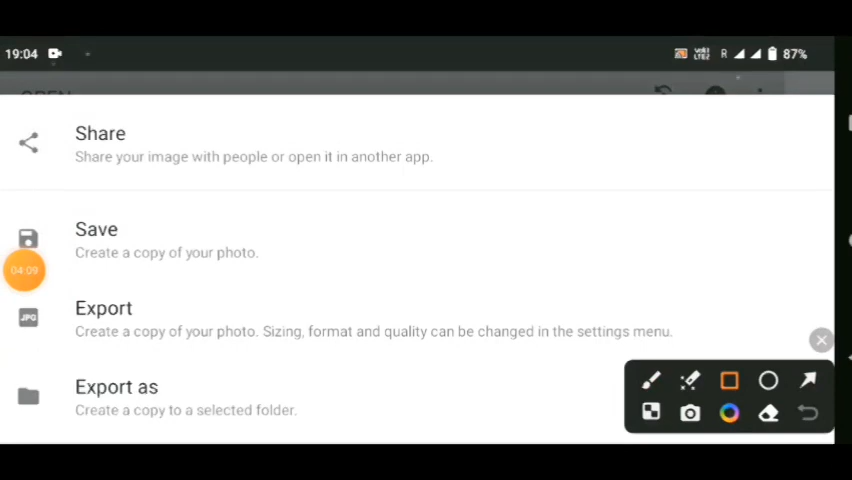 19:04
R
87%
OPEN
Share
Share your image with people or open it in another app.
Save
Create a copy of your photo.
04:09
JPG
Export
Create a copy of your photo. Sizing, format and quality can be changed in the settings menu.
Export as
Create a copy to a selected folder.